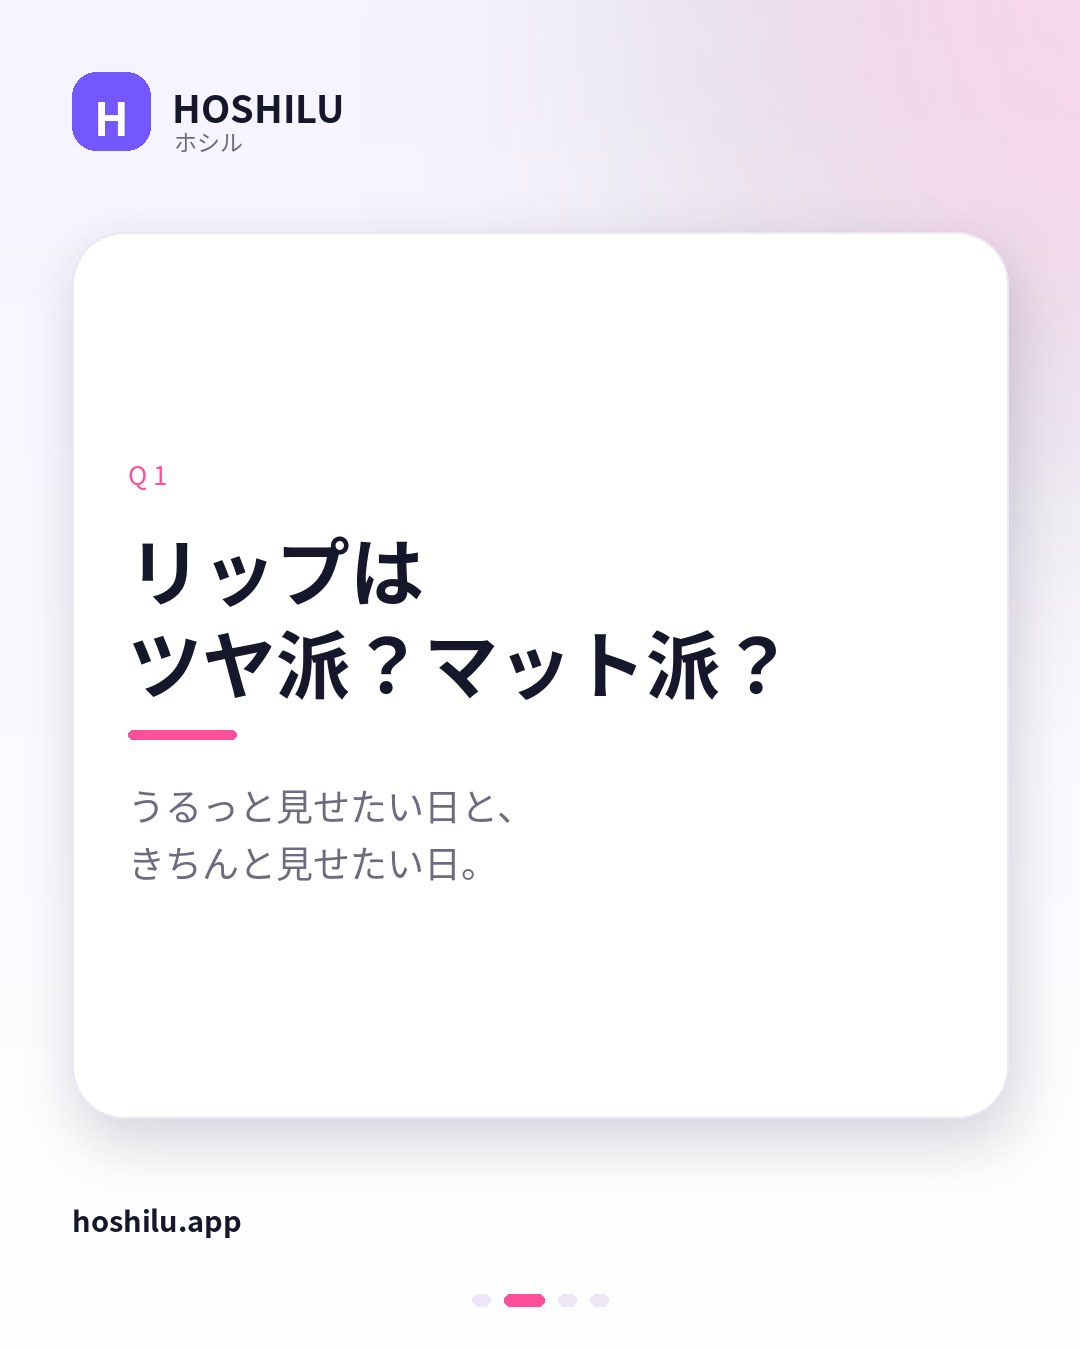 H
HOSHILU
ホシル
Q1
リップは
ツヤ派？マット派？
うるっと見せたい日と、
きちんと見せたい日。
hoshilu.app